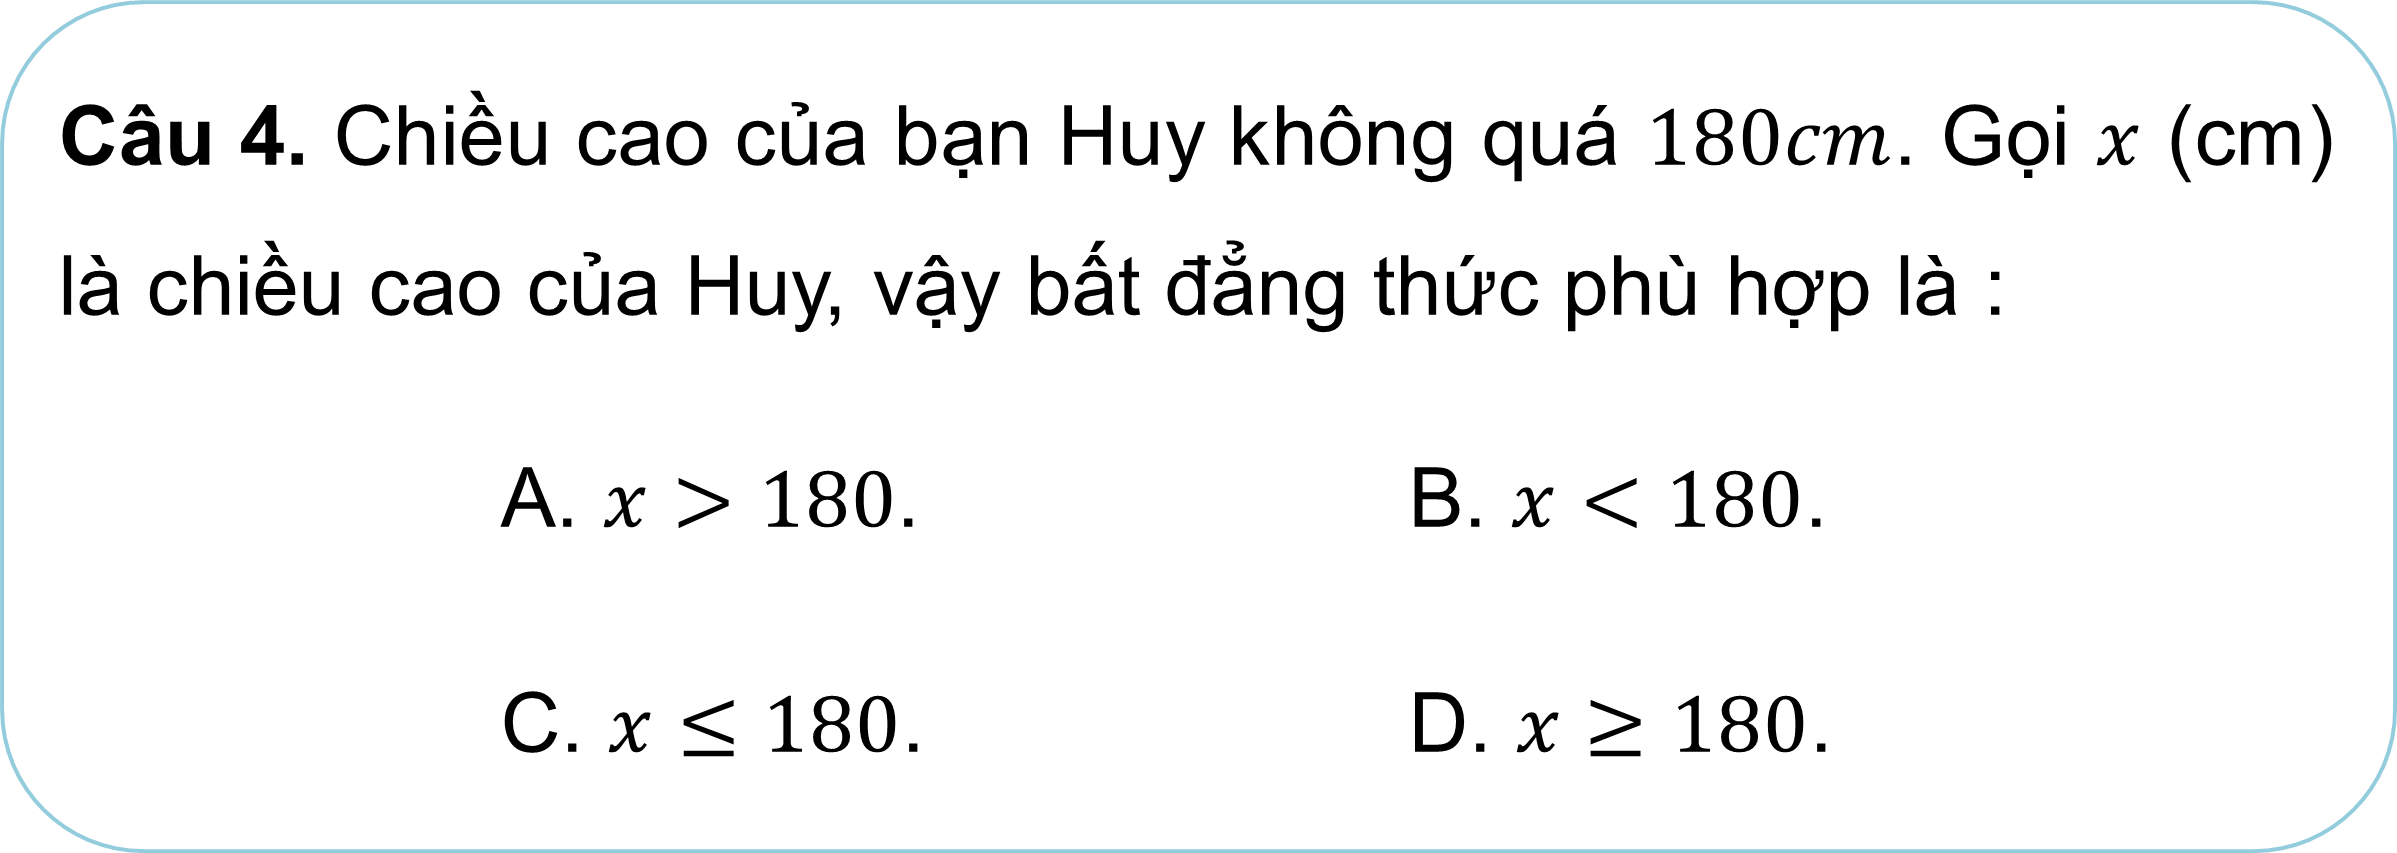 Câu 4. Chiều cao của bạn Huy không quá 180cm. Gọi x (cm)
là chiều cao của Huy, vậy bất đẳng thức phù hợp là :
A. x > 180. B. x < 180.
C. x ≤ 180. D. x ≥ 180.